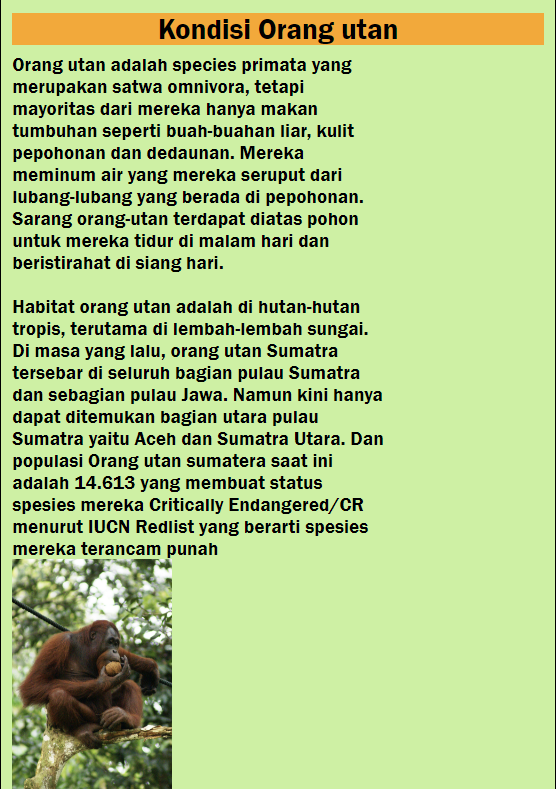 Kondisi Orang utan
Orang utan adalah species primata yang
merupakan satwa omnivora, tetapi
mayoritas dari mereka hanya makan
tumbuhan seperti buah-buahan liar, kulit
pepohonan dan dedaunan. Mereka
meminum air yang mereka seruput dari
lubang-lubang yang berada di pepohonan.
Sarang orang-utan terdapat diatas pohon
untuk mereka tidur di malam hari dan
beristirahat di siang hari.
Habitat orang utan adalah di hutan-hutan
tropis, terutama di lembah-lembah sungai.
Di masa yang lalu, orang utan Sumatra
tersebar di seluruh bagian pulau Sumatra
dan sebagian pulau Jawa. Namun kini hanya
dapat ditemukan bagian utara pulau
Sumatra yaitu Aceh dan Sumatra Utara. Dan
populasi Orang utan sumatera saat ini
adalah 14.613 yang membuat status
spesies mereka Critically Endangered/CR
menurut IUCN Redlist yang berarti spesies
mereka terancam punah